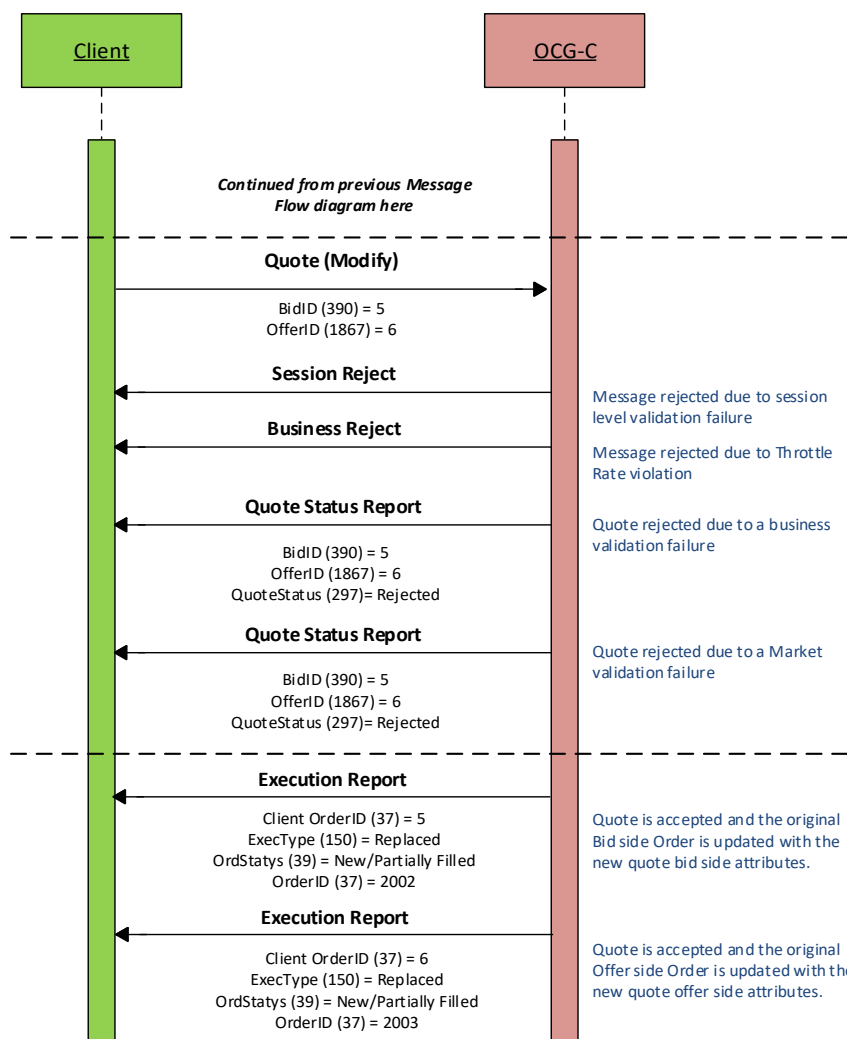 Client
OCG-C
Continued from previous Message
Flow diagram here
Quote (Modify)
BidID (390) = 5
OfferID (1867) = 6
Session Reject
Message rejected due to session
level validation failure
Business Reject
Message rejected due to Throttle
Rate violation
Quote Status Report
Quote rejected due to a business
validation failure
BidID (390) = 5
OfferID (1867) = 6
QuoteStatus (297)= Rejected
Quote Status Report
Quote rejected due to a Market
validation failure
BidID (390) = 5
OfferID (1867) = 6
QuoteStatus (297)= Rejected
Execution Report
Client OrderID (37) = 5
ExecType (150) = Replaced
OrdStatys (39) = New/Partially Filled
OrderID (37) = 2002
Quote is accepted and the original
Bid side Order is updated with the
new quote bid side attributes.
Execution Report
Client OrderID (37) = 6
ExecType (150) = Replaced
OrdStatys (39) = New/Partially Filled
OrderID (37) = 2003
Quote is accepted and the original
Offer side Order is updated with the
new quote offer side attributes.